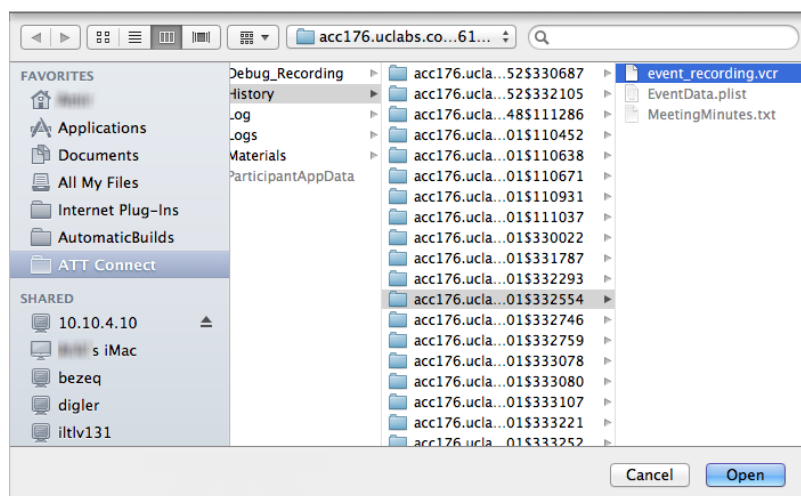 acc176.uclabs.co...61...
FAVORITES
Applications
Documents
All My Files
Internet Plug-Ins
AutomaticBuilds
ATT Connect
SHARED
10.10.4.10
s iMac
bezeq
digler
iltlv131
Debug_Recording
History
Log
Logs
Materials
ParticipantAppData
acc176.ucla...52$330687
acc176.ucla...52$332105
acc176.ucla...48$111286
acc176.ucla...01$110452
acc176.ucla...01$110638
acc176.ucla...01$110671
acc176.ucla...01$110931
acc176.ucla...01$111037
acc176.ucla...01$330022
acc176.ucla...01$331787
acc176.ucla...01$332293
acc176.ucla...01$332554
acc176.ucla...01$332746
acc176.ucla...01$332759
acc176.ucla...01$333078
acc176.ucla...01$333080
acc176.ucla...01$333107
acc176.ucla...01$333221
acc176.ucla...01$333252
event_recording.vcr
EventData.plist
MeetingMinutes.txt
Cancel
Open